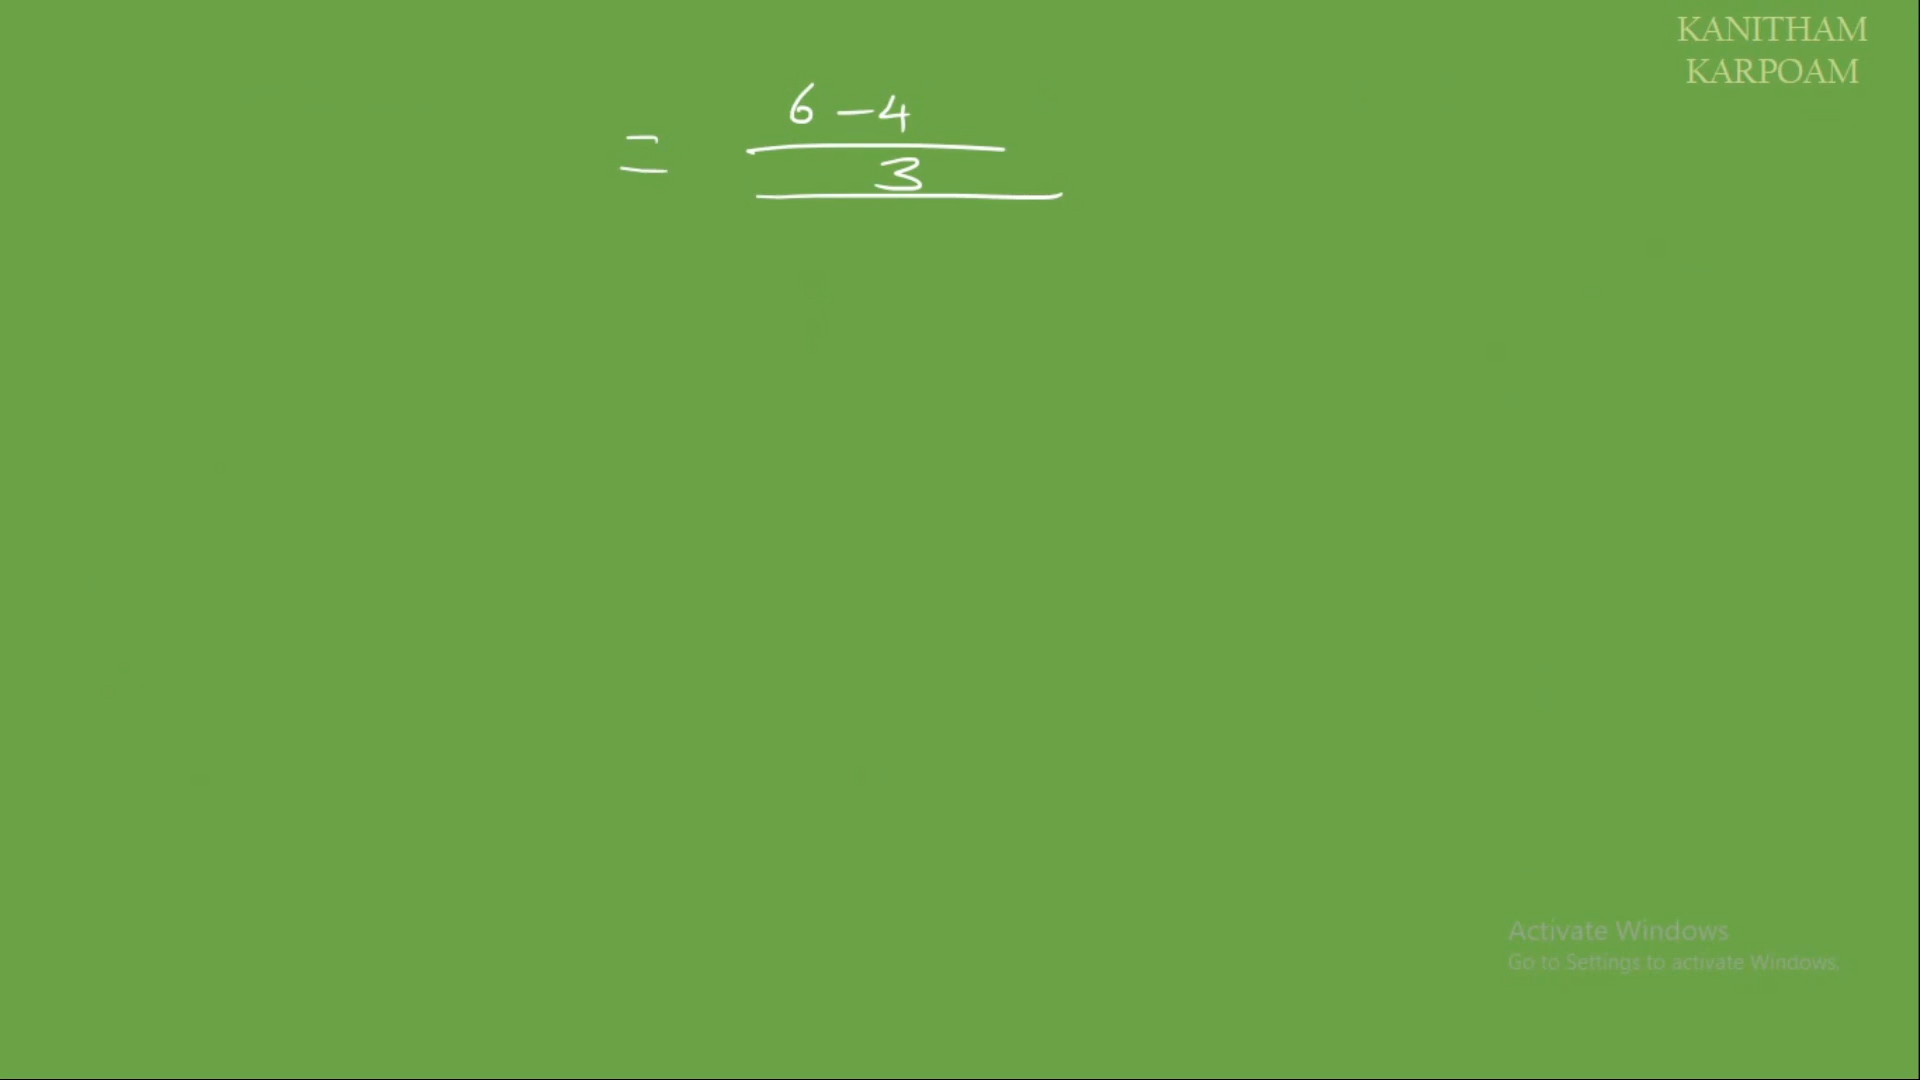 KANITHAM
KARPOAM
6 - 4
=
3
Activate Windows
Go to Settings to activate Windows.